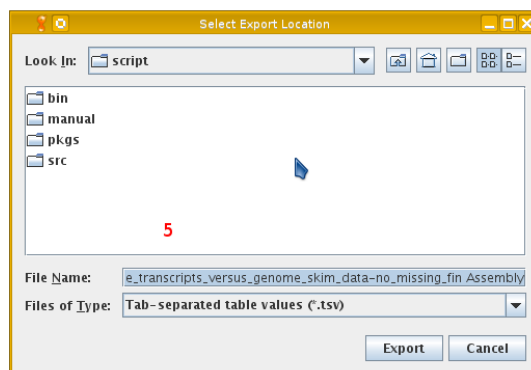 Select Export Location
Look In: script
bin
manual
pkgs
src
5
File Name: e_transcripts_versus_genome_skim_data-no_missing_fin Assembly
Files of Type: Tab-separated table values (*.tsv)
Export Cancel